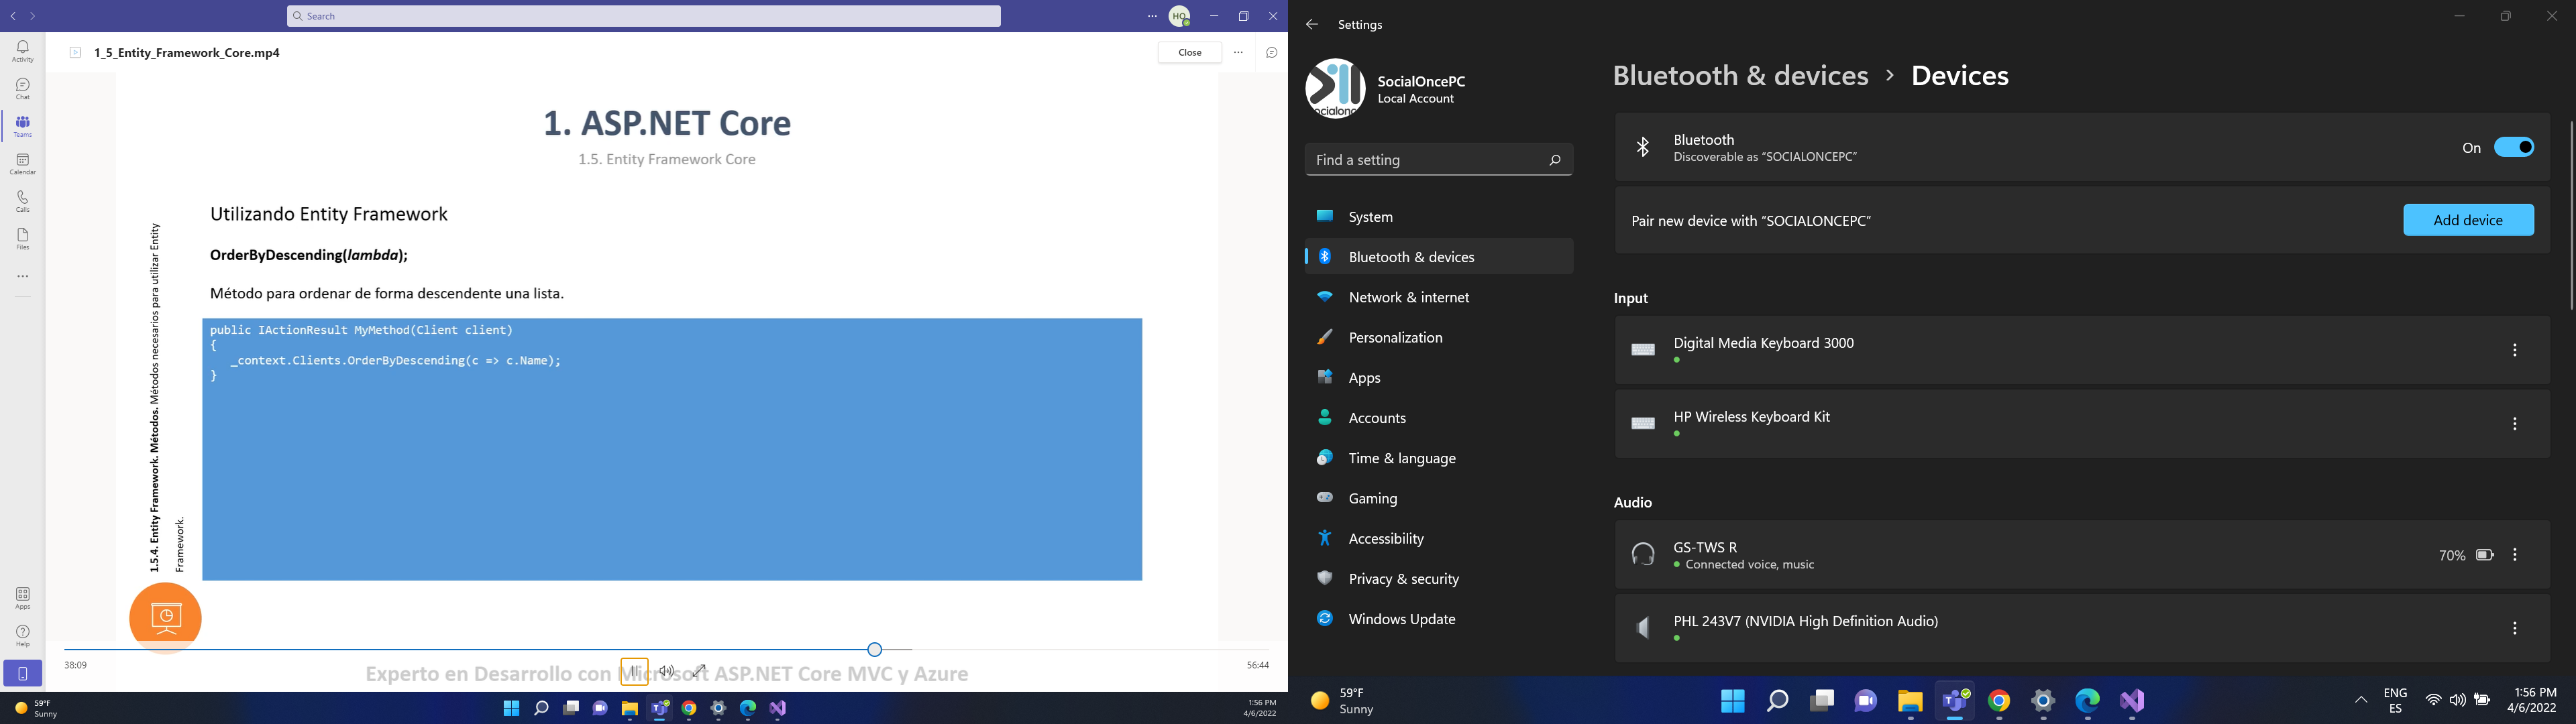 Search
HO
Activity
Chat
Teams
Calendar
Calls
Files
Apps
Help
1_5_Entity_Framework_Core.mp4
Close
1. ASP.NET Core
1.5. Entity Framework Core
1.5.4. Entity Framework. Métodos. Métodos necesarios para utilizar Entity
Framework.
Utilizando Entity Framework
OrderByDescending(lambda);
Método para ordenar de forma descendente una lista.
public IActionResult MyMethod(Client client)
{
_context.Clients.OrderByDescending(c => c.Name);
}
38:09
56:44
Experto en Desarrollo con Microsoft ASP.NET Core MVC y Azure
59°F
Sunny
1:56 PM
4/6/2022
Settings
SocialOncePC
Local Account
Find a setting
System
Bluetooth & devices
Network & internet
Personalization
Apps
Accounts
Time & language
Gaming
Accessibility
Privacy & security
Windows Update
Bluetooth & devices > Devices
Bluetooth
Discoverable as "SOCIALONCEPC"
On
Pair new device with "SOCIALONCEPC"
Add device
Input
Digital Media Keyboard 3000
HP Wireless Keyboard Kit
Audio
GS-TWS R
Connected voice, music
70%
PHL 243V7 (NVIDIA High Definition Audio)
59°F
Sunny
ENG
ES
1:56 PM
4/6/2022